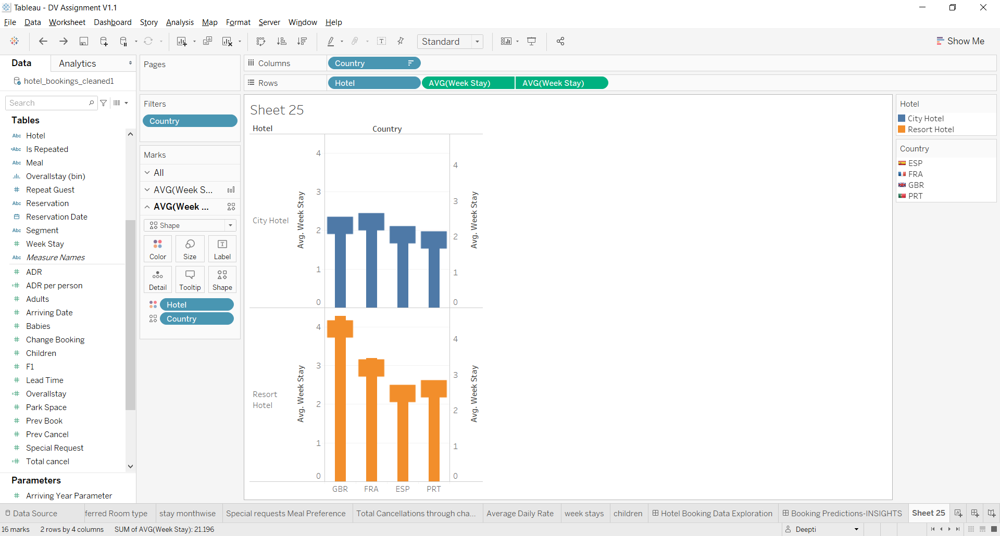 Tableau - DV Assignment V1.1
File Data Worksheet Dashboard Story Analysis Map Format Server Window Help
Standard
Show Me
Data Analytics
hotel_bookings_cleaned1
Search
Tables
Abc Hotel
=Abc Is Repeated
Abc Meal
Overallstay (bin)
# Repeat Guest
Abc Reservation
Reservation Date
Abc Segment
# Week Stay
Abc Measure Names
# ADR
=# ADR per person
# Adults
# Arriving Date
# Babies
# Change Booking
# Children
# F1
# Lead Time
=# Overallstay
# Park Space
# Prev Book
# Prev Cancel
# Special Request
=# Total cancel
Parameters
# Arriving Year Parameter
Pages
Filters
Country
Marks
All
AVG(Week S...
AVG(Week ...
Shape
Color Size Label
Detail Tooltip Shape
Hotel
Country
Columns Country
Rows Hotel AVG(Week Stay) AVG(Week Stay)
Sheet 25
Hotel Country
City Hotel
Avg. Week Stay
4
3
2
1
0
4
3
2
1
0
Avg. Week Stay
Resort
Hotel
Avg. Week Stay
4
3
2
1
0
4
3
2
1
0
Avg. Week Stay
GBR FRA ESP PRT
Hotel
City Hotel
Resort Hotel
Country
ESP
FRA
GBR
PRT
Data Source ferred Room type stay monthwise Special requests Meal Preference Total Cancellations through cha... Average Daily Rate week stays children Hotel Booking Data Exploration Booking Predictions-INSIGHTS Sheet 25
16 marks 2 rows by 4 columns SUM of AVG(Week Stay): 21.196 Deepti